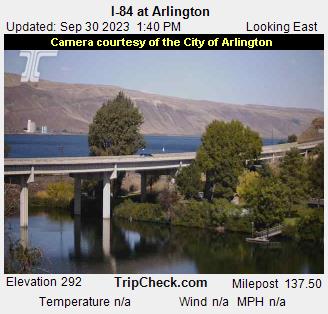 I-84 at Arlington
Updated: Sep 30 2023 1:40 PM Looking East
Camera courtesy of the City of Arlington
Elevation 292 TripCheck.com Milepost 137.50
Temperature n/a Wind n/a MPH n/a